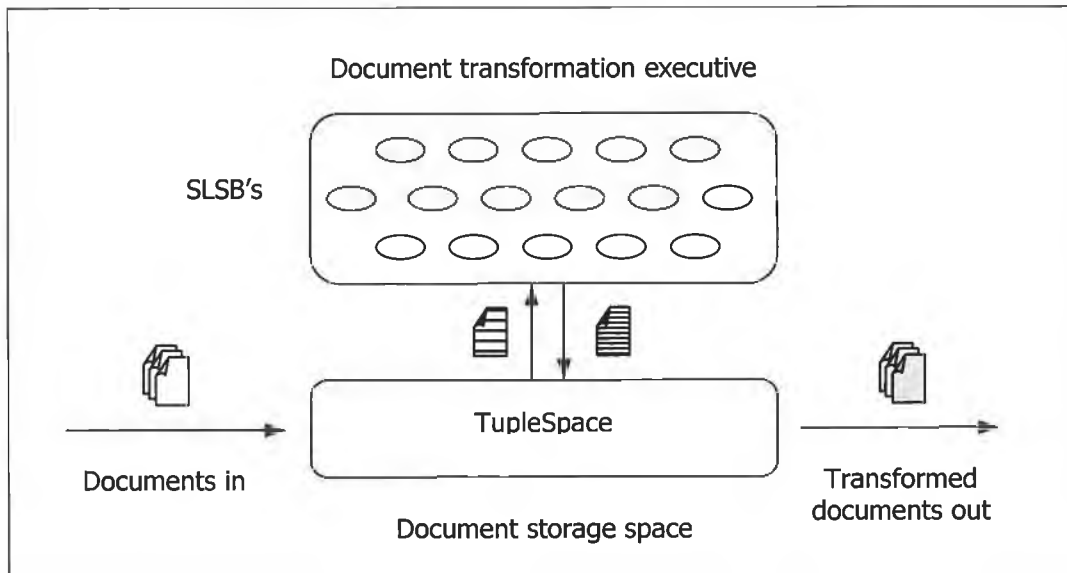 Document transformation executive
SLSB's
TupleSpace
Documents in
Transformed
documents out
Document storage space